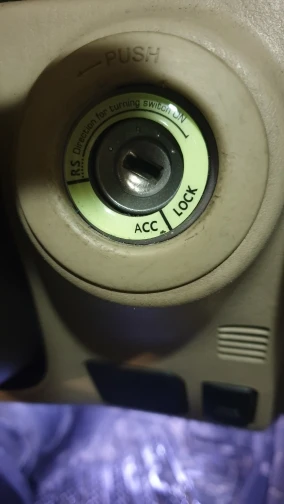 PUSH
Direction for turning switch ON
R.S
LOCK
ACC